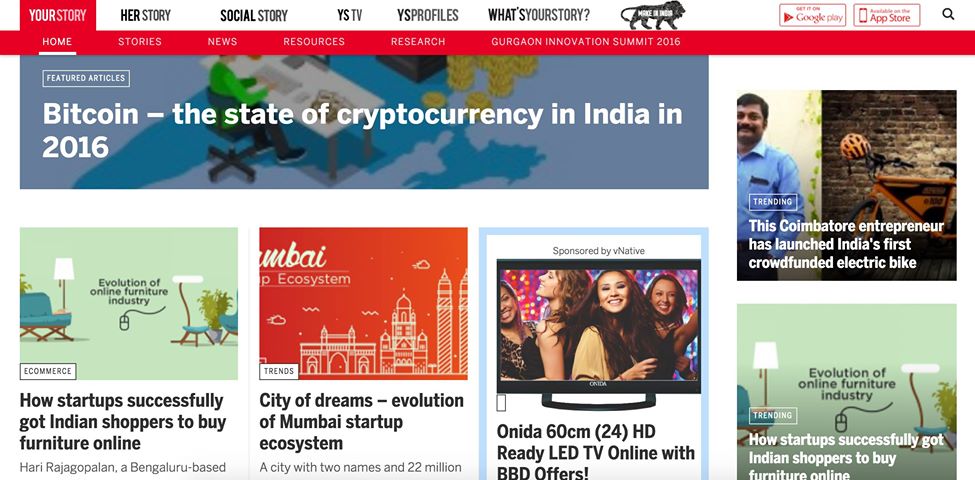 YOURSTORY HERSTORY SOCIALSTORY YSTV YSPROFILES WHAT'SYOURSTORY? MAKE IN INDIA
GET IT ON
Google play
Available on the
App Store
HOME STORIES NEWS RESOURCES RESEARCH GURGAON INNOVATION SUMMIT 2016
FEATURED ARTICLES
Bitcoin – the state of cryptocurrency in India in
2016
TRENDING
This Coimbatore entrepreneur
has launched India's first
crowdfunded electric bike
Evolution of
online furniture
industry
ECOMMERCE
How startups successfully
got Indian shoppers to buy
furniture online
Hari Rajagopalan, a Bengaluru-based
mbai
p Ecosystem
TRENDS
City of dreams – evolution
of Mumbai startup
ecosystem
A city with two names and 22 million
Sponsored by vNative
ONIDA
Onida 60cm (24) HD
Ready LED TV Online with
BBD Offers!
Evolution of
online furniture
industry
TRENDING
How startups successfully got
Indian shoppers to buy
furniture online